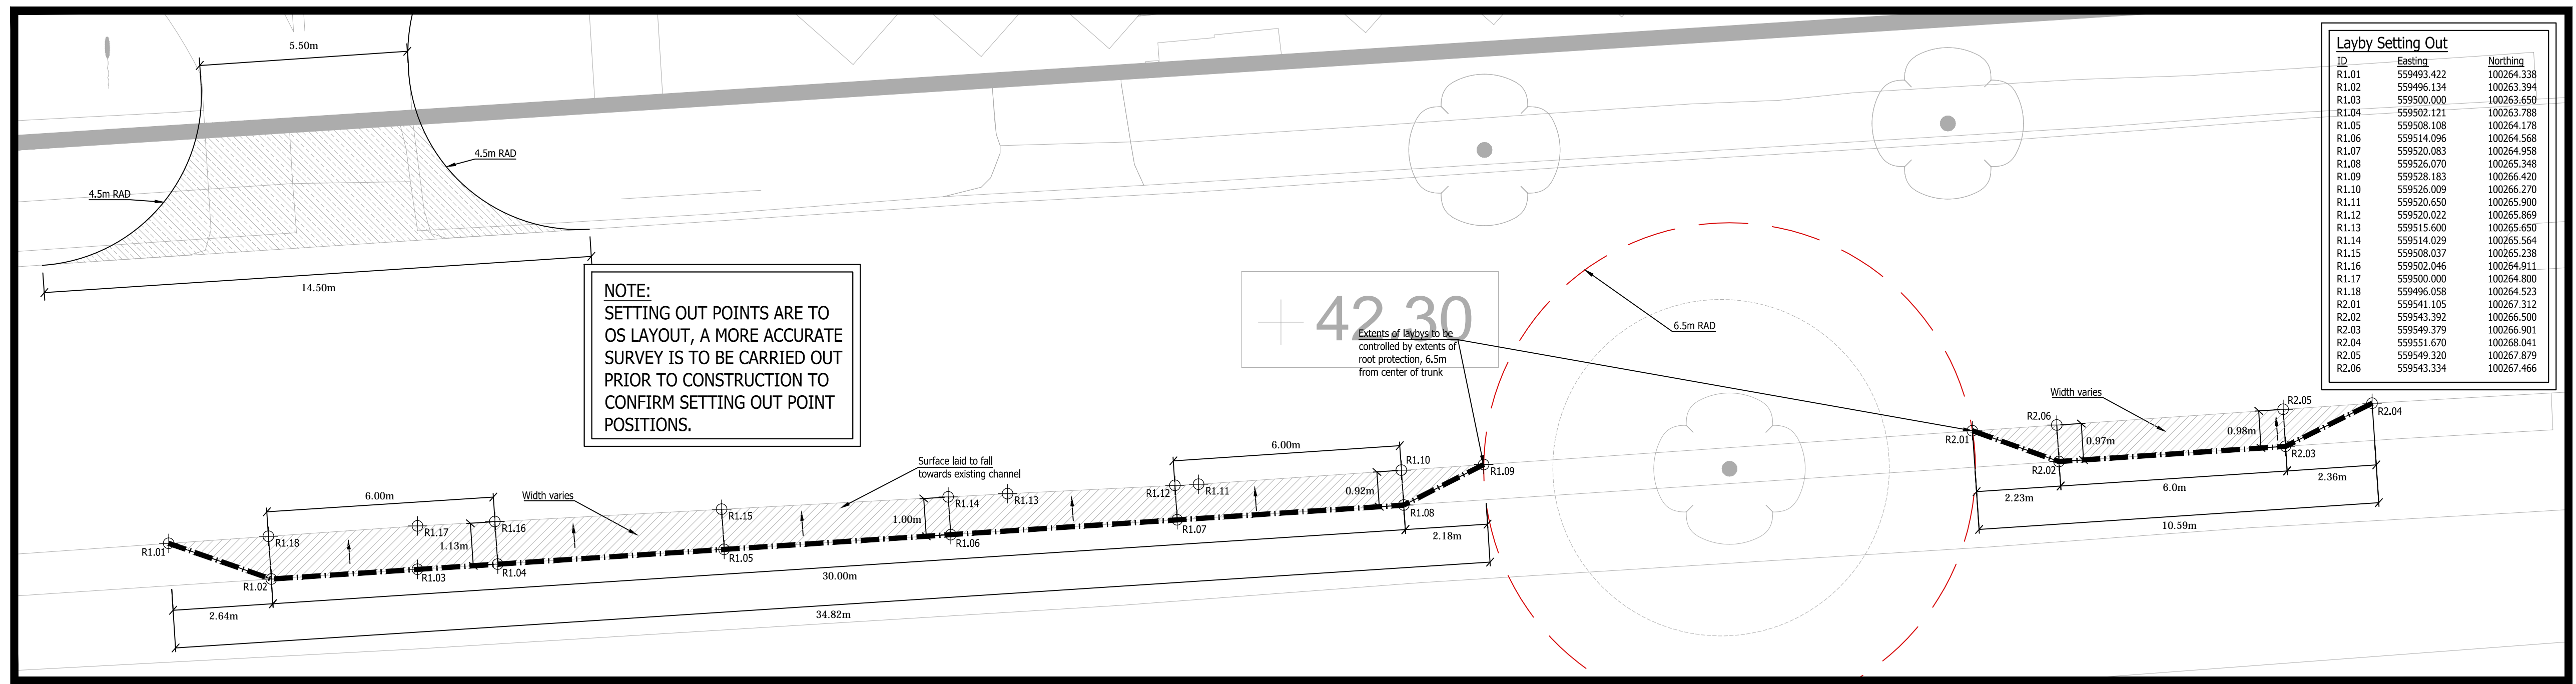 5.50m
4.5m RAD
4.5m RAD
14.50m
NOTE:
SETTING OUT POINTS ARE TO
OS LAYOUT, A MORE ACCURATE
SURVEY IS TO BE CARRIED OUT
PRIOR TO CONSTRUCTION TO
CONFIRM SETTING OUT POINT
POSITIONS.
42.30
Extents of laybys to be
controlled by extents of
root protection, 6.5m
from center of trunk
6.5m RAD
Layby Setting Out
ID Easting Northing
R1.01 559493.422 100264.338
R1.02 559496.134 100263.394
R1.03 559500.000 100263.650
R1.04 559502.121 100263.788
R1.05 559508.108 100264.178
R1.06 559514.096 100264.568
R1.07 559520.083 100264.958
R1.08 559526.070 100265.348
R1.09 559528.183 100266.420
R1.10 559526.009 100266.270
R1.11 559520.650 100265.900
R1.12 559520.022 100265.869
R1.13 559515.600 100265.650
R1.14 559514.029 100265.564
R1.15 559508.037 100265.238
R1.16 559502.046 100264.911
R1.17 559500.000 100264.800
R1.18 559496.058 100264.523
R2.01 559541.105 100267.312
R2.02 559543.392 100266.500
R2.03 559549.379 100266.901
R2.04 559551.670 100268.041
R2.05 559549.320 100267.879
R2.06 559543.334 100267.466
Width varies
R2.05
R2.04
R2.06
0.98m
0.97m
R2.01
R2.03
R2.02
2.36m
6.0m
2.23m
10.59m
6.00m
Surface laid to fall
towards existing channel
R1.10
R1.09
0.92m
R1.12
R1.11
R1.08
6.00m
Width varies
R1.14
R1.13
R1.15
1.00m
R1.07
R1.16
R1.17
R1.18
1.13m
R1.06
R1.05
R1.01
R1.04
R1.03
R1.02
2.18m
30.00m
2.64m
34.82m